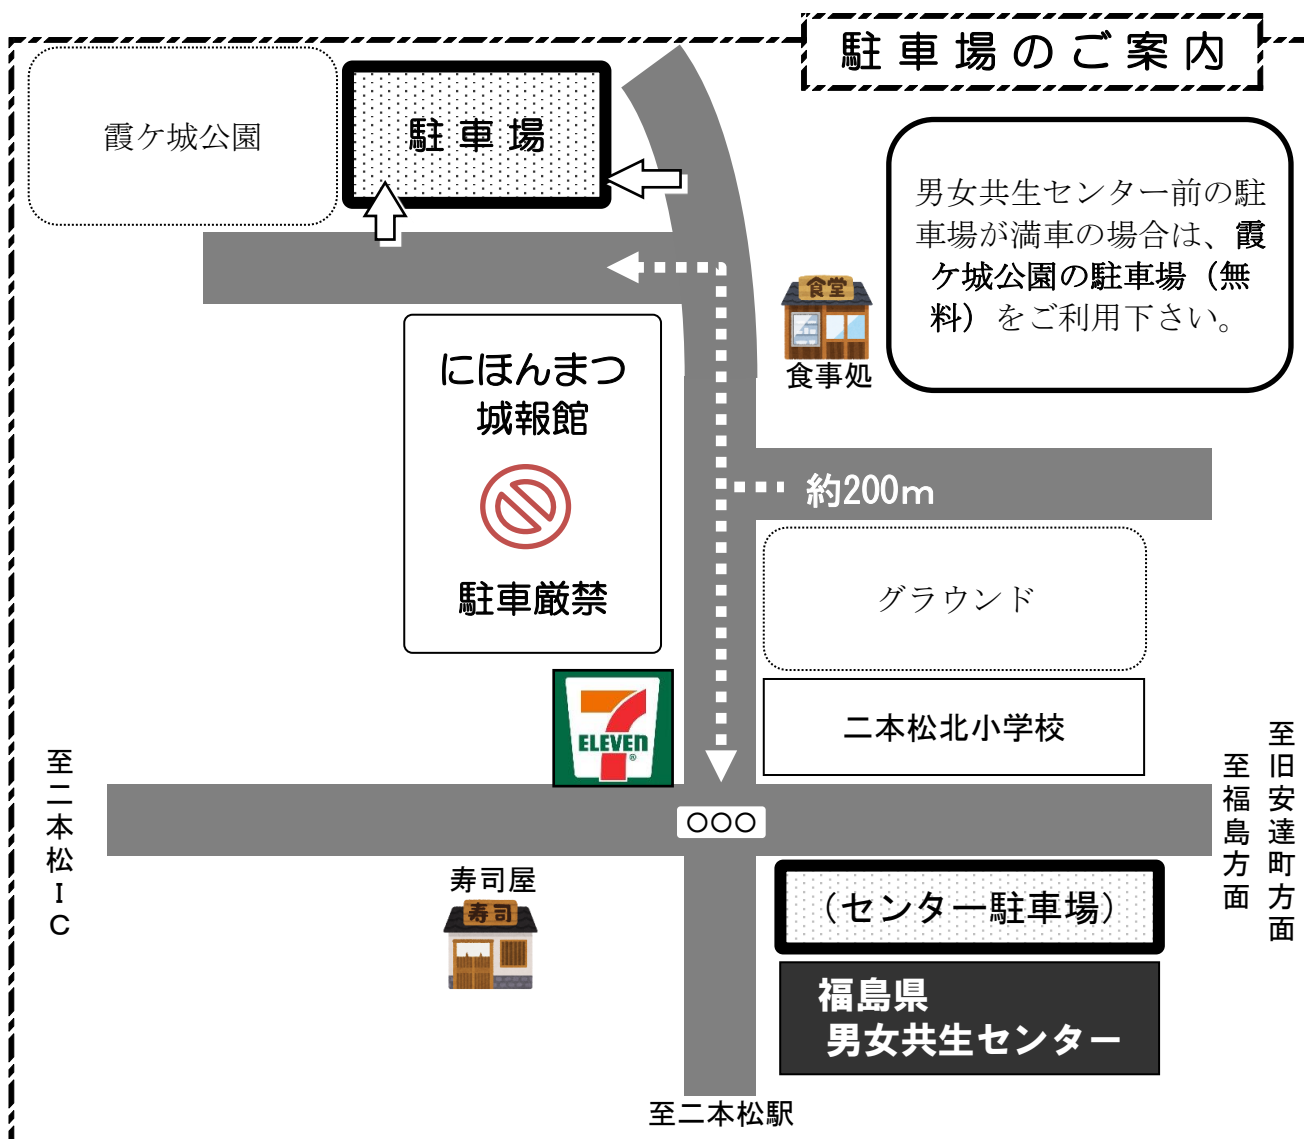 駐車場のご案内
霞ケ城公園
駐車場
男女共生センター前の駐
車場が満車の場合は、霞
ケ城公園の駐車場（無
料）をご利用下さい。
食堂
食事処
にほんまつ
城報館
駐車厳禁
約200m
グラウンド
7
ELEVEN
®
二本松北小学校
至二本松IC
至福島方面
至旧安達町方面
寿司屋
寿司
（センター駐車場）
福島県
男女共生センター
至二本松駅